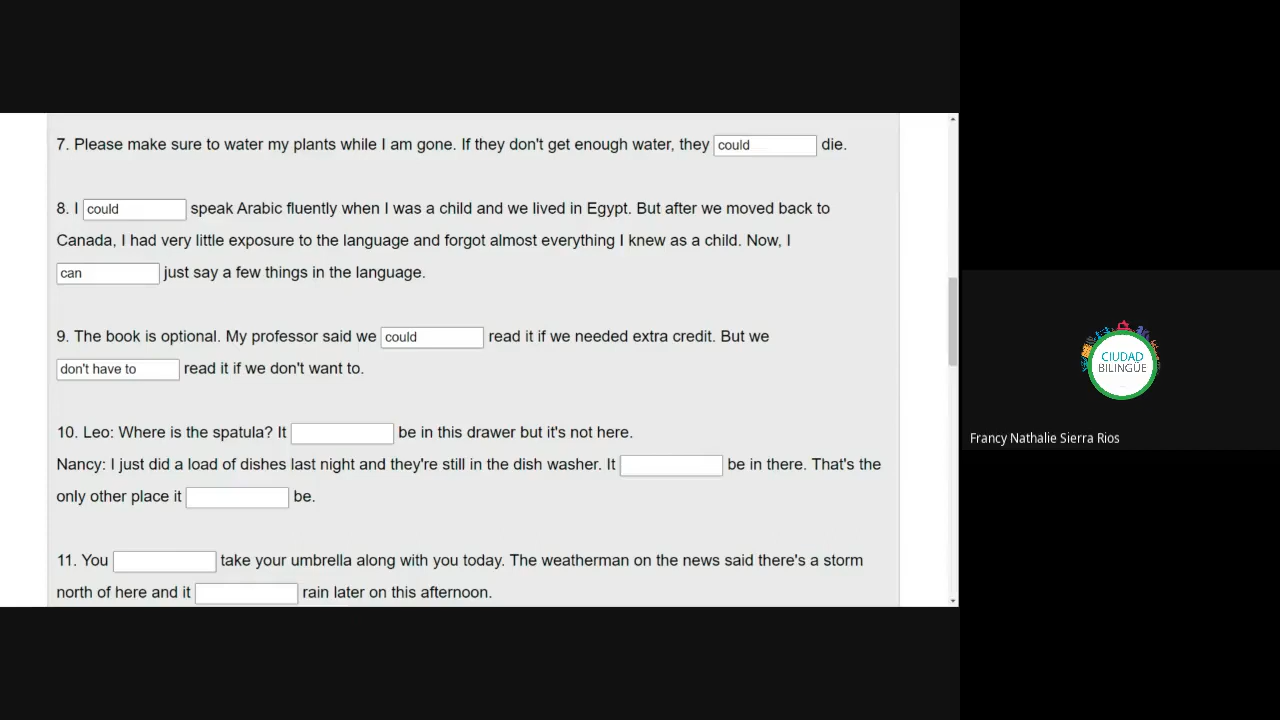 7. Please make sure to water my plants while I am gone. If they don't get enough water, they could die.
8. I could speak Arabic fluently when I was a child and we lived in Egypt. But after we moved back to
Canada, I had very little exposure to the language and forgot almost everything I knew as a child. Now, I
can just say a few things in the language.
9. The book is optional. My professor said we could read it if we needed extra credit. But we
don't have to read it if we don't want to.
10. Leo: Where is the spatula? It be in this drawer but it's not here.
Nancy: I just did a load of dishes last night and they're still in the dish washer. It be in there. That's the
only other place it be.
11. You take your umbrella along with you today. The weatherman on the news said there's a storm
north of here and it rain later on this afternoon.
CIUDAD
BILINGÜE
Francy Nathalie Sierra Rios